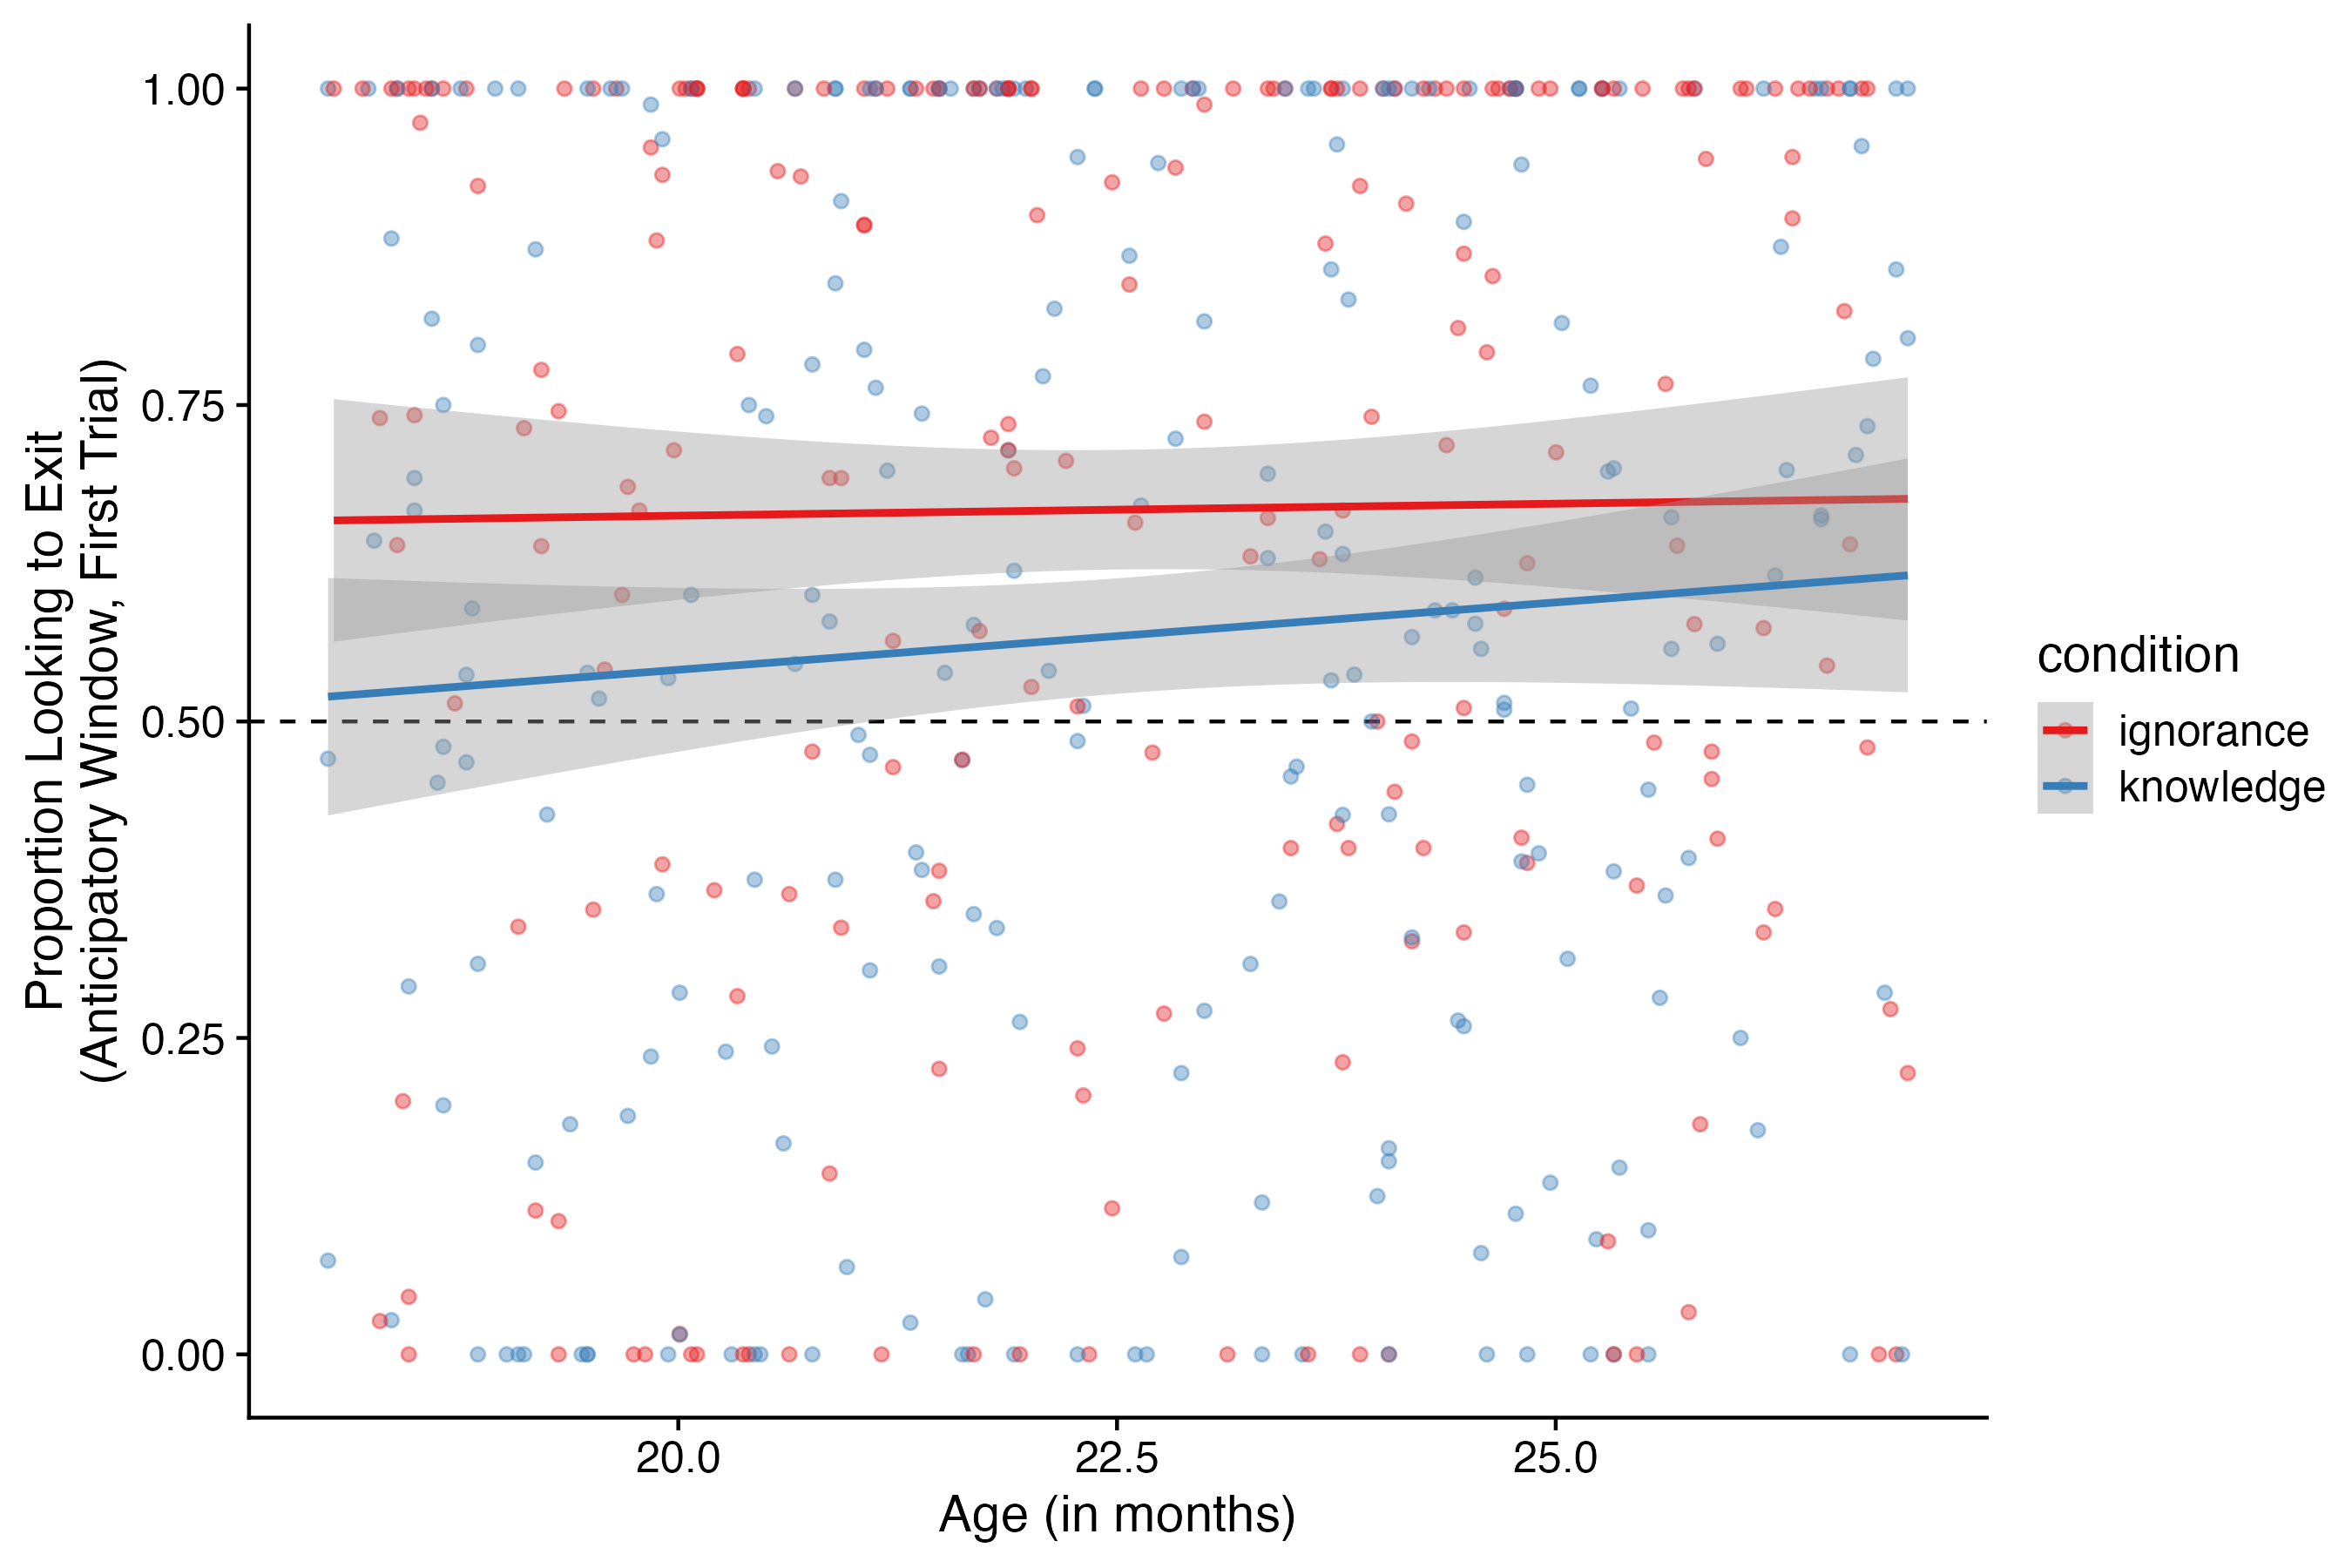 Proportion Looking to Exit
(Anticipatory Window, First Trial)
1.00
0.75
0.50
0.25
0.00
20.0
22.5
25.0
Age (in months)
condition
ignorance
knowledge